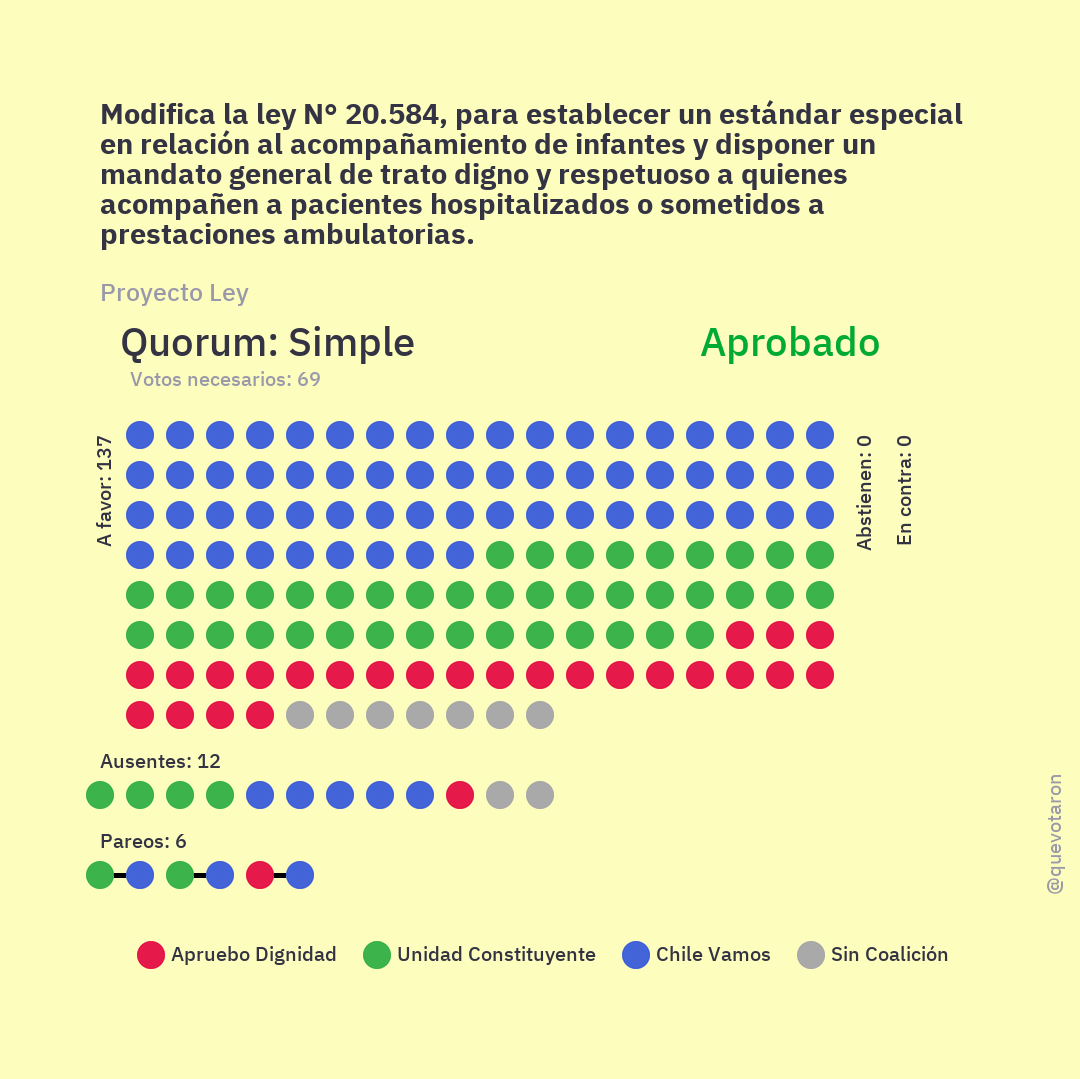 Modifica la ley N° 20.584, para establecer un estándar especial
en relación al acompañamiento de infantes y disponer un
mandato general de trato digno y respetuoso a quienes
acompañen a pacientes hospitalizados o sometidos a
prestaciones ambulatorias.
Proyecto Ley
Quorum: Simple
Aprobado
Votos necesarios: 69
A favor: 137
Abstienen: 0
En contra: 0
Ausentes: 12
Pareos: 6
@quevotaron
Apruebo Dignidad
Unidad Constituyente
Chile Vamos
Sin Coalición